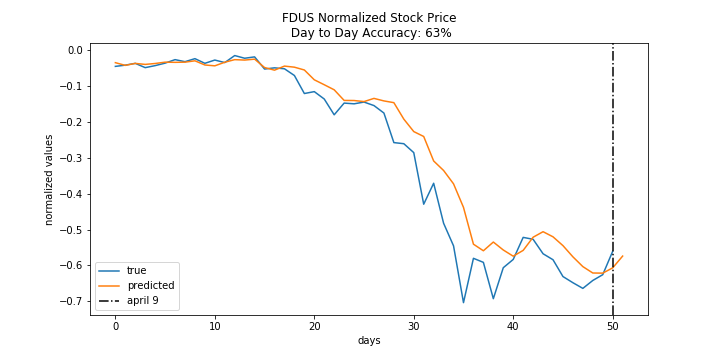 FDUS Normalized Stock Price
Day to Day Accuracy: 63%
normalized values
0.0
−0.1
−0.2
−0.3
−0.4
−0.5
−0.6
−0.7
true
predicted
april 9
0 10 20 30 40 50
days